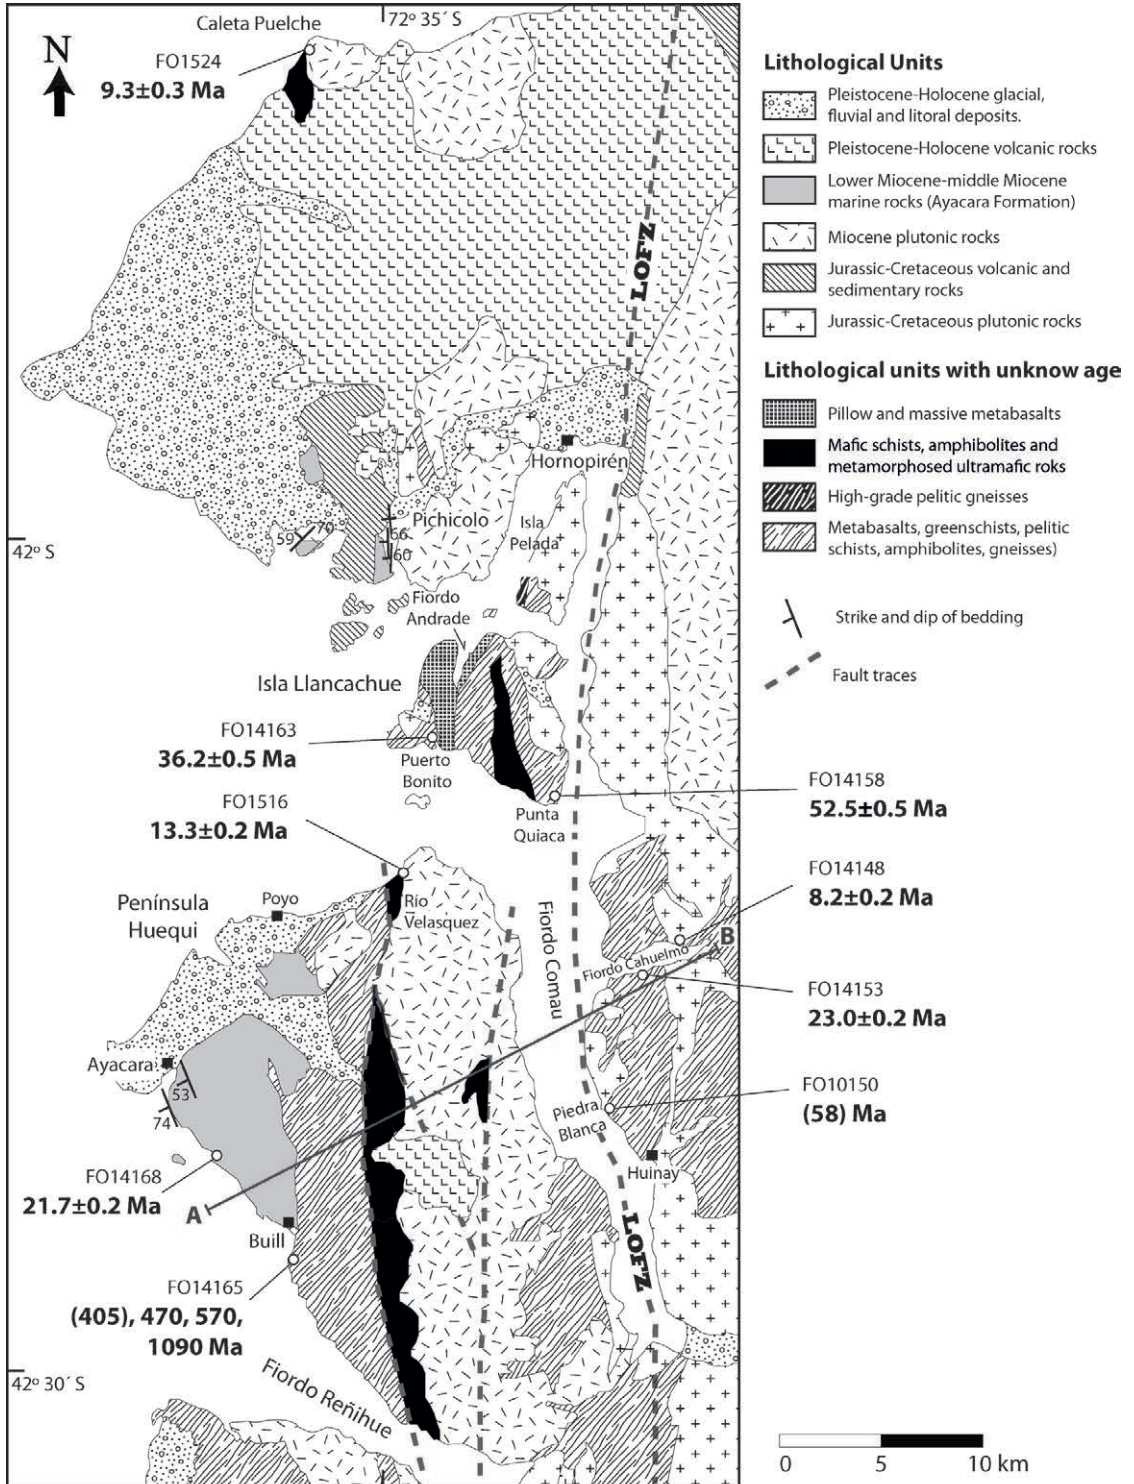 72º 35´ S
Caleta Puelche
N
FO1524
9.3±0.3 Ma
LOFZ
Hornopirén
70
59
Pichicolo
66
60
Isla
Pelada
42º S
Fiordo
Andrade
Isla Llancachue
FO14163
36.2±0.5 Ma
Puerto
Bonito
FO1516
13.3±0.2 Ma
Punta
Quiaca
FO14158
52.5±0.5 Ma
FO14148
8.2±0.2 Ma
Península
Huequi
Poyo
Río
Velasquez
Fiordo Comau
B
Fiordo Cahuelmo
FO14153
23.0±0.2 Ma
Ayacara
53
74
FO10150
(58) Ma
Piedra
Blanca
Huinay
FO14168
21.7±0.2 Ma
A
Buill
LOFZ
FO14165
(405), 470, 570,
1090 Ma
42º 30´ S
Fiordo Reñihue
Lithological Units
Pleistocene-Holocene glacial,
fluvial and litoral deposits.
Pleistocene-Holocene volcanic rocks
Lower Miocene-middle Miocene
marine rocks (Ayacara Formation)
Miocene plutonic rocks
Jurassic-Cretaceous volcanic and
sedimentary rocks
Jurassic-Cretaceous plutonic rocks
Lithological units with unknow age
Pillow and massive metabasalts
Mafic schists, amphibolites and
metamorphosed ultramafic roks
High-grade pelitic gneisses
Metabasalts, greenschists, pelitic
schists, amphibolites, gneisses)
Strike and dip of bedding
Fault traces
0 5 10 km